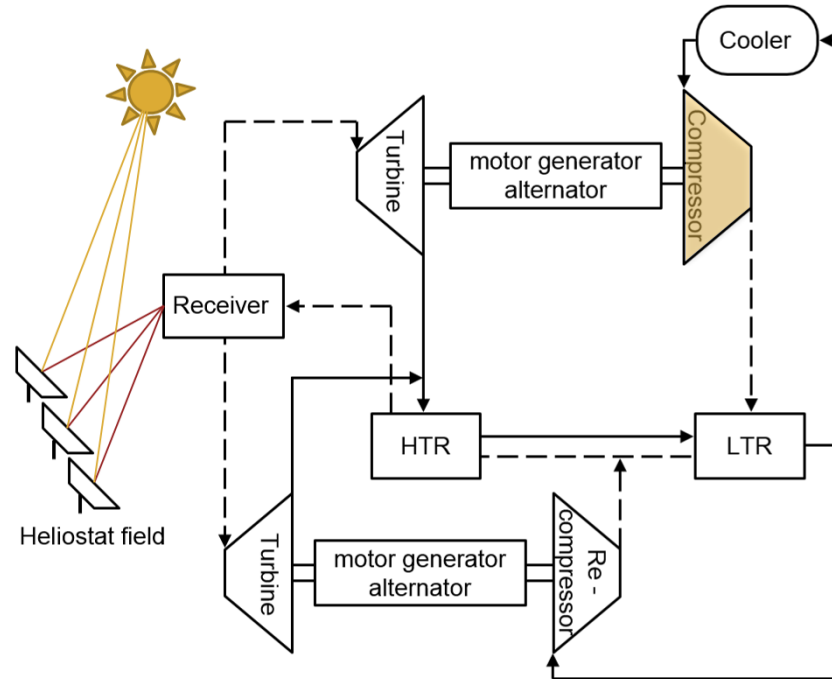 Cooler
Turbine
motor generator
alternator
Compressor
Receiver
HTR
LTR
Heliostat field
Turbine
motor generator
alternator
Re -
compressor